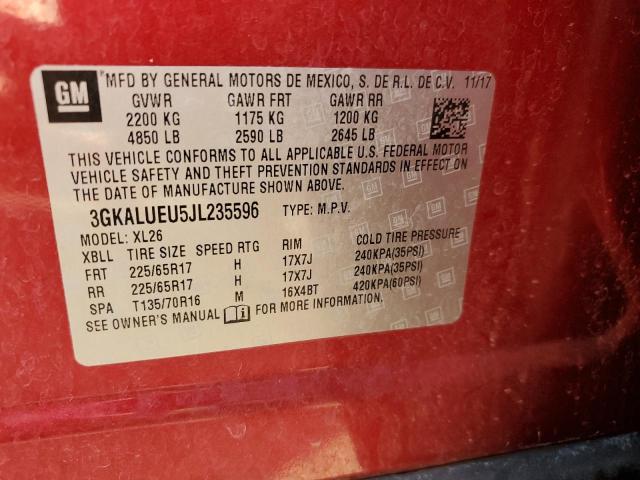 GM
MFD BY GENERAL MOTORS DE MEXICO, S. DE R.L. DE C.V. 11/17
GVWR GAWR FRT GAWR RR
2200 KG 1175 KG 1200 KG
4850 LB 2590 LB 2645 LB
THIS VEHICLE CONFORMS TO ALL APPLICABLE U.S. FEDERAL MOTOR
VEHICLE SAFETY AND THEFT PREVENTION STANDARDS IN EFFECT ON
THE DATE OF MANUFACTURE SHOWN ABOVE.
3GKALUEU5JL235596 TYPE: M.P.V.
MODEL: XL26
XBLL TIRE SIZE SPEED RTG RIM COLD TIRE PRESSURE
FRT 225/65R17 H 17X7J 240KPA(35PSI)
RR 225/65R17 H 17X7J 240KPA(35PSI)
SPA T135/70R16 M 16X4BT 420KPA(60PSI)
SEE OWNER'S MANUAL FOR MORE INFORMATION.